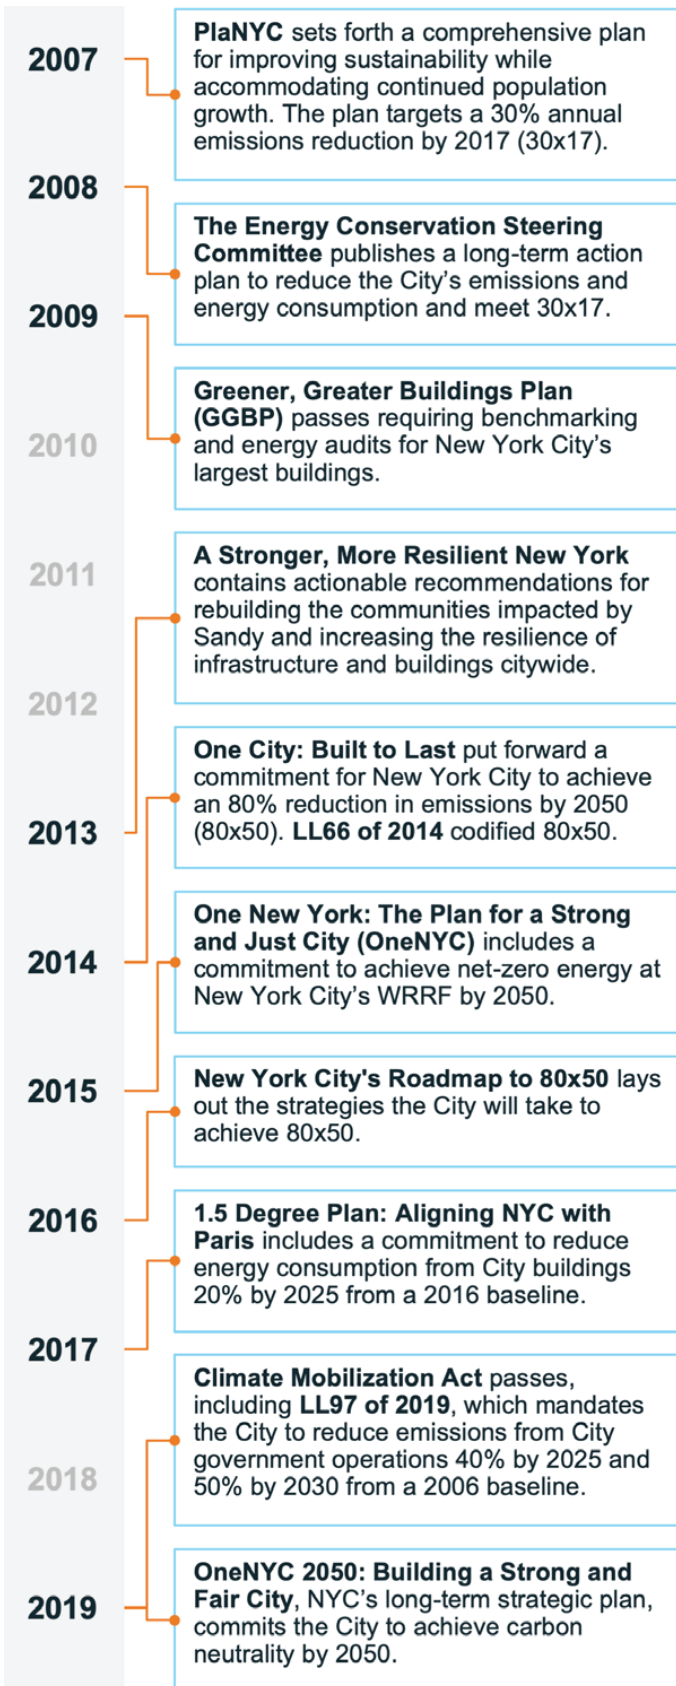 2007
PlaNYC sets forth a comprehensive plan
for improving sustainability while
accommodating continued population
growth. The plan targets a 30% annual
emissions reduction by 2017 (30x17).
2008
The Energy Conservation Steering
Committee publishes a long-term action
plan to reduce the City's emissions and
energy consumption and meet 30x17.
2009
Greener, Greater Buildings Plan
(GGBP) passes requiring benchmarking
and energy audits for New York City's
largest buildings.
2010
2011
A Stronger, More Resilient New York
contains actionable recommendations for
rebuilding the communities impacted by
Sandy and increasing the resilience of
infrastructure and buildings citywide.
2012
2013
One City: Built to Last put forward a
commitment for New York City to achieve
an 80% reduction in emissions by 2050
(80x50). LL66 of 2014 codified 80x50.
2014
One New York: The Plan for a Strong
and Just City (OneNYC) includes a
commitment to achieve net-zero energy at
New York City's WRRF by 2050.
2015
New York City's Roadmap to 80x50 lays
out the strategies the City will take to
achieve 80x50.
2016
1.5 Degree Plan: Aligning NYC with
Paris includes a commitment to reduce
energy consumption from City buildings
20% by 2025 from a 2016 baseline.
2017
Climate Mobilization Act passes,
including LL97 of 2019, which mandates
the City to reduce emissions from City
government operations 40% by 2025 and
50% by 2030 from a 2006 baseline.
2018
2019
OneNYC 2050: Building a Strong and
Fair City, NYC's long-term strategic plan,
commits the City to achieve carbon
neutrality by 2050.